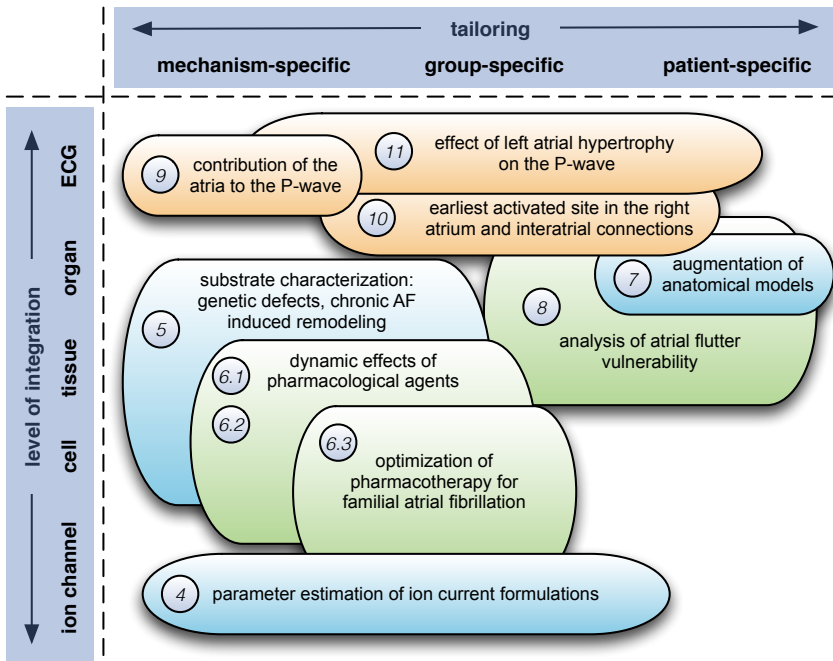 tailoring
mechanism-specific
group-specific
patient-specific
level of integration
ECG
organ
tissue
cell
ion channel
9
contribution of the
atria to the P-wave
11
effect of left atrial hypertrophy
on the P-wave
10
earliest activated site in the right
atrium and interatrial connections
7
augmentation of
anatomical models
8
analysis of atrial flutter
vulnerability
5
substrate characterization:
genetic defects, chronic AF
induced remodeling
6.1
6.2
dynamic effects of
pharmacological agents
6.3
optimization of
pharmacotherapy for
familial atrial fibrillation
4
parameter estimation of ion current formulations